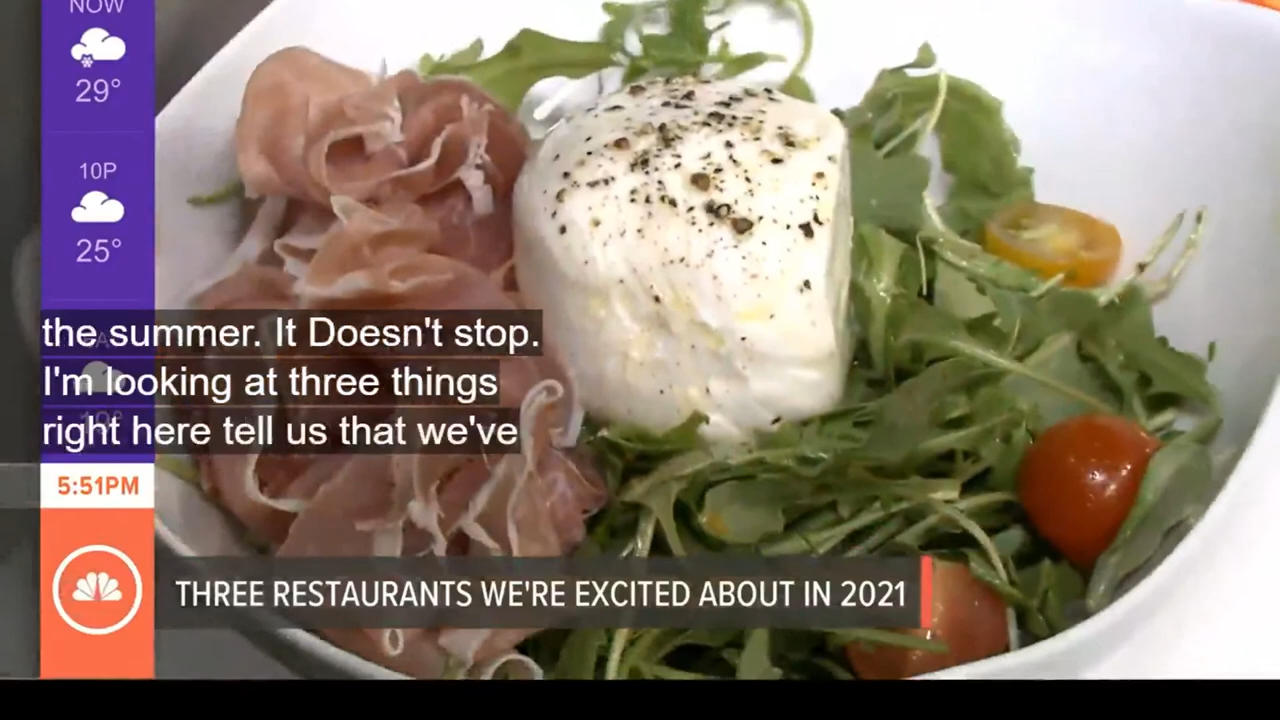 NOW
29°
10P
25°
the summer. It Doesn't stop.
I'm looking at three things
right here tell us that we've
5:51PM
THREE RESTAURANTS WE'RE EXCITED ABOUT IN 2021